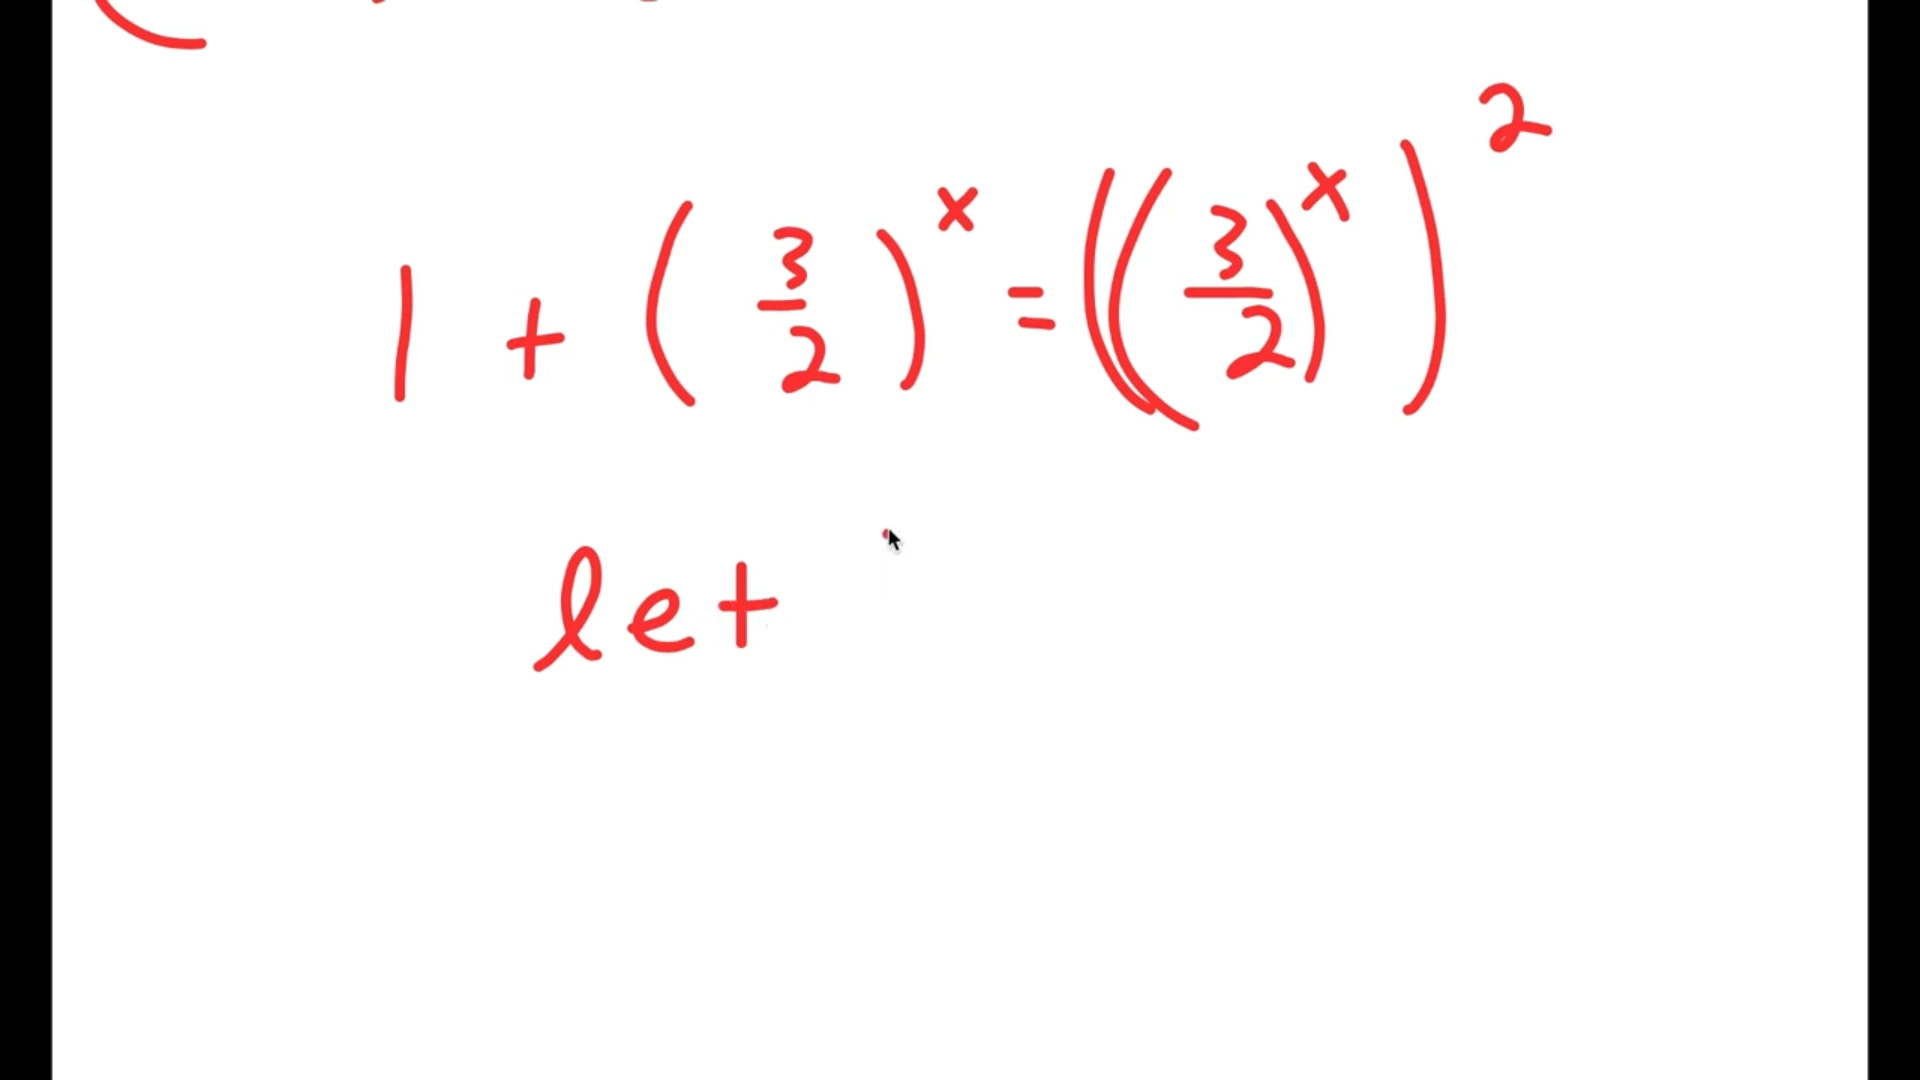 1 + (3/2)^x = ((3/2)^x)^2
let